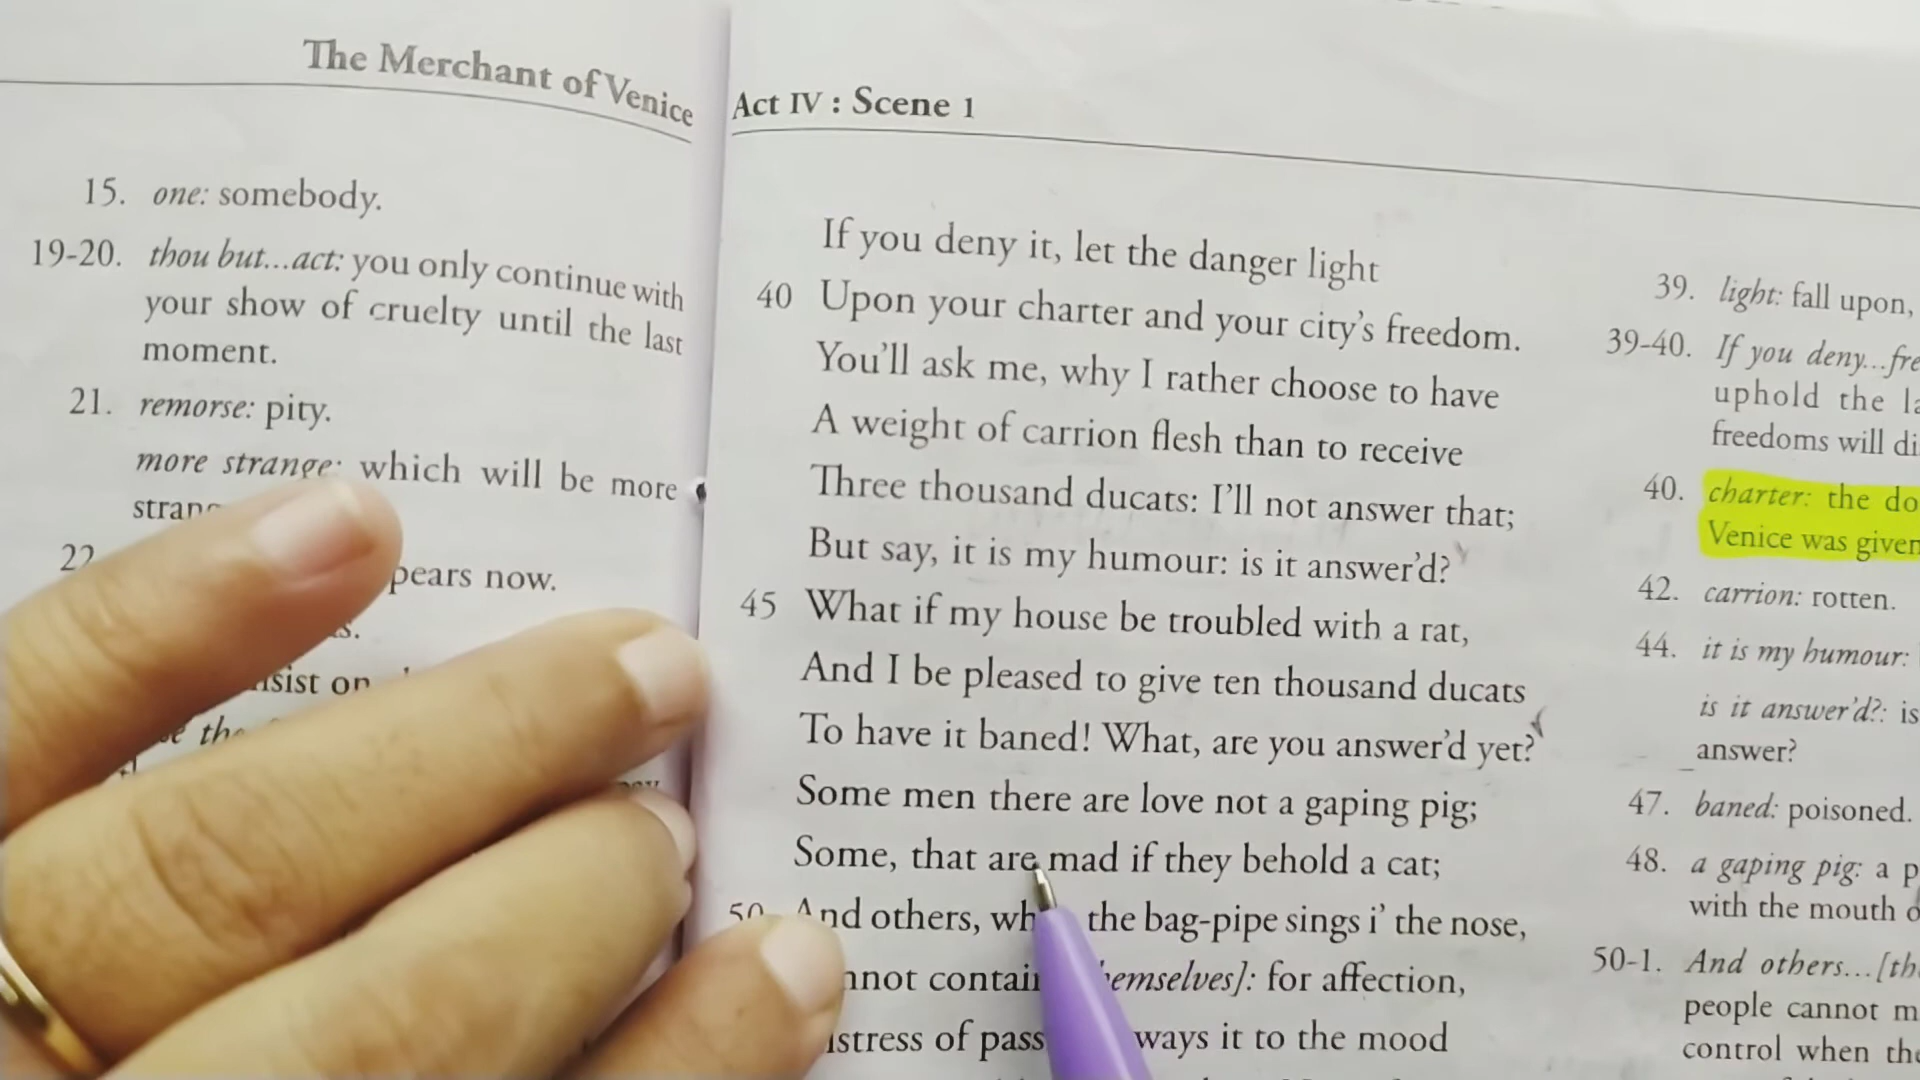 The Merchant of Venice
15. one: somebody.
19-20. thou but...act: you only continue with
your show of cruelty until the last
moment.
21. remorse: pity.
more strange: which will be more
22
pears now.
sist on
Act IV : Scene 1
If you deny it, let the danger light
40 Upon your charter and your city's freedom.
You'll ask me, why I rather choose to have
A weight of carrion flesh than to receive
Three thousand ducats: I'll not answer that;
But say, it is my humour: is it answer'd?
45 What if my house be troubled with a rat,
And I be pleased to give ten thousand ducats
To have it baned! What, are you answer'd yet?
Some men there are love not a gaping pig;
Some, that are mad if they behold a cat;
50 And others, wh the bag-pipe sings i' the nose,
nnot contain emselves]: for affection,
stress of pass ways it to the mood
39. light: fall upon,
39-40. If you deny...fre
uphold the la
freedoms will di
40. charter: the do
Venice was given
42. carrion: rotten.
44. it is my humour:
is it answer'd?: is
answer?
47. baned: poisoned.
48. a gaping pig: a p
with the mouth o
50-1. And others...[th
people cannot m
control when the